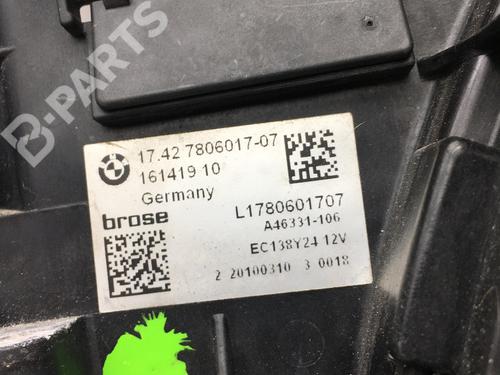 B-PARTS
17.42 7806017-07
161419 10
Germany
brose
L1780601707
A46331-106
EC138Y24 12V
2 20100310 3 0018